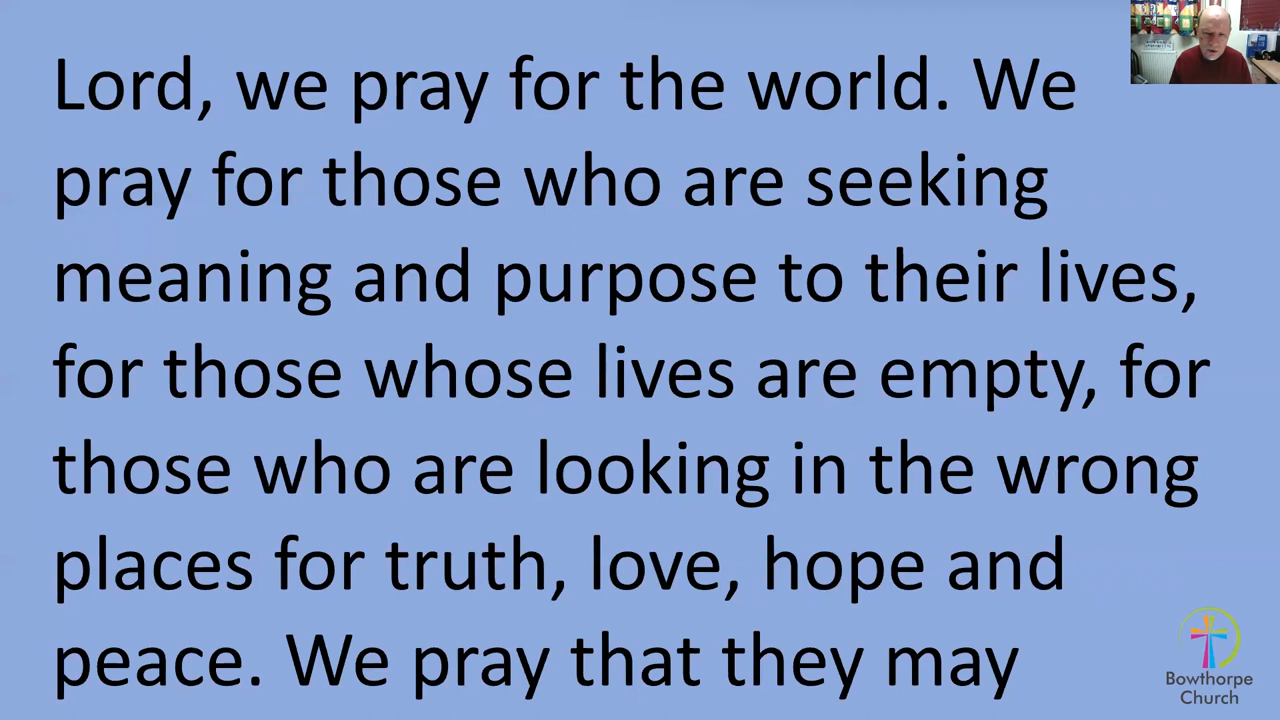 Lord, we pray for the world. We
pray for those who are seeking
meaning and purpose to their lives,
for those whose lives are empty, for
those who are looking in the wrong
places for truth, love, hope and
peace. We pray that they may
Bowthorpe
Church